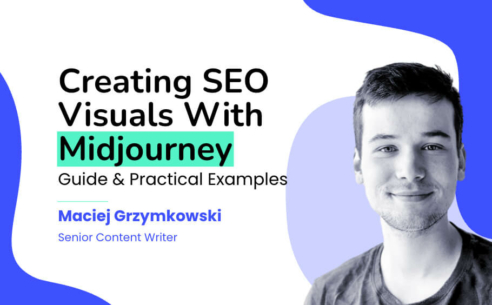 Creating SEO
Visuals With
Midjourney
Guide & Practical Examples
Maciej Grzymkowski
Senior Content Writer